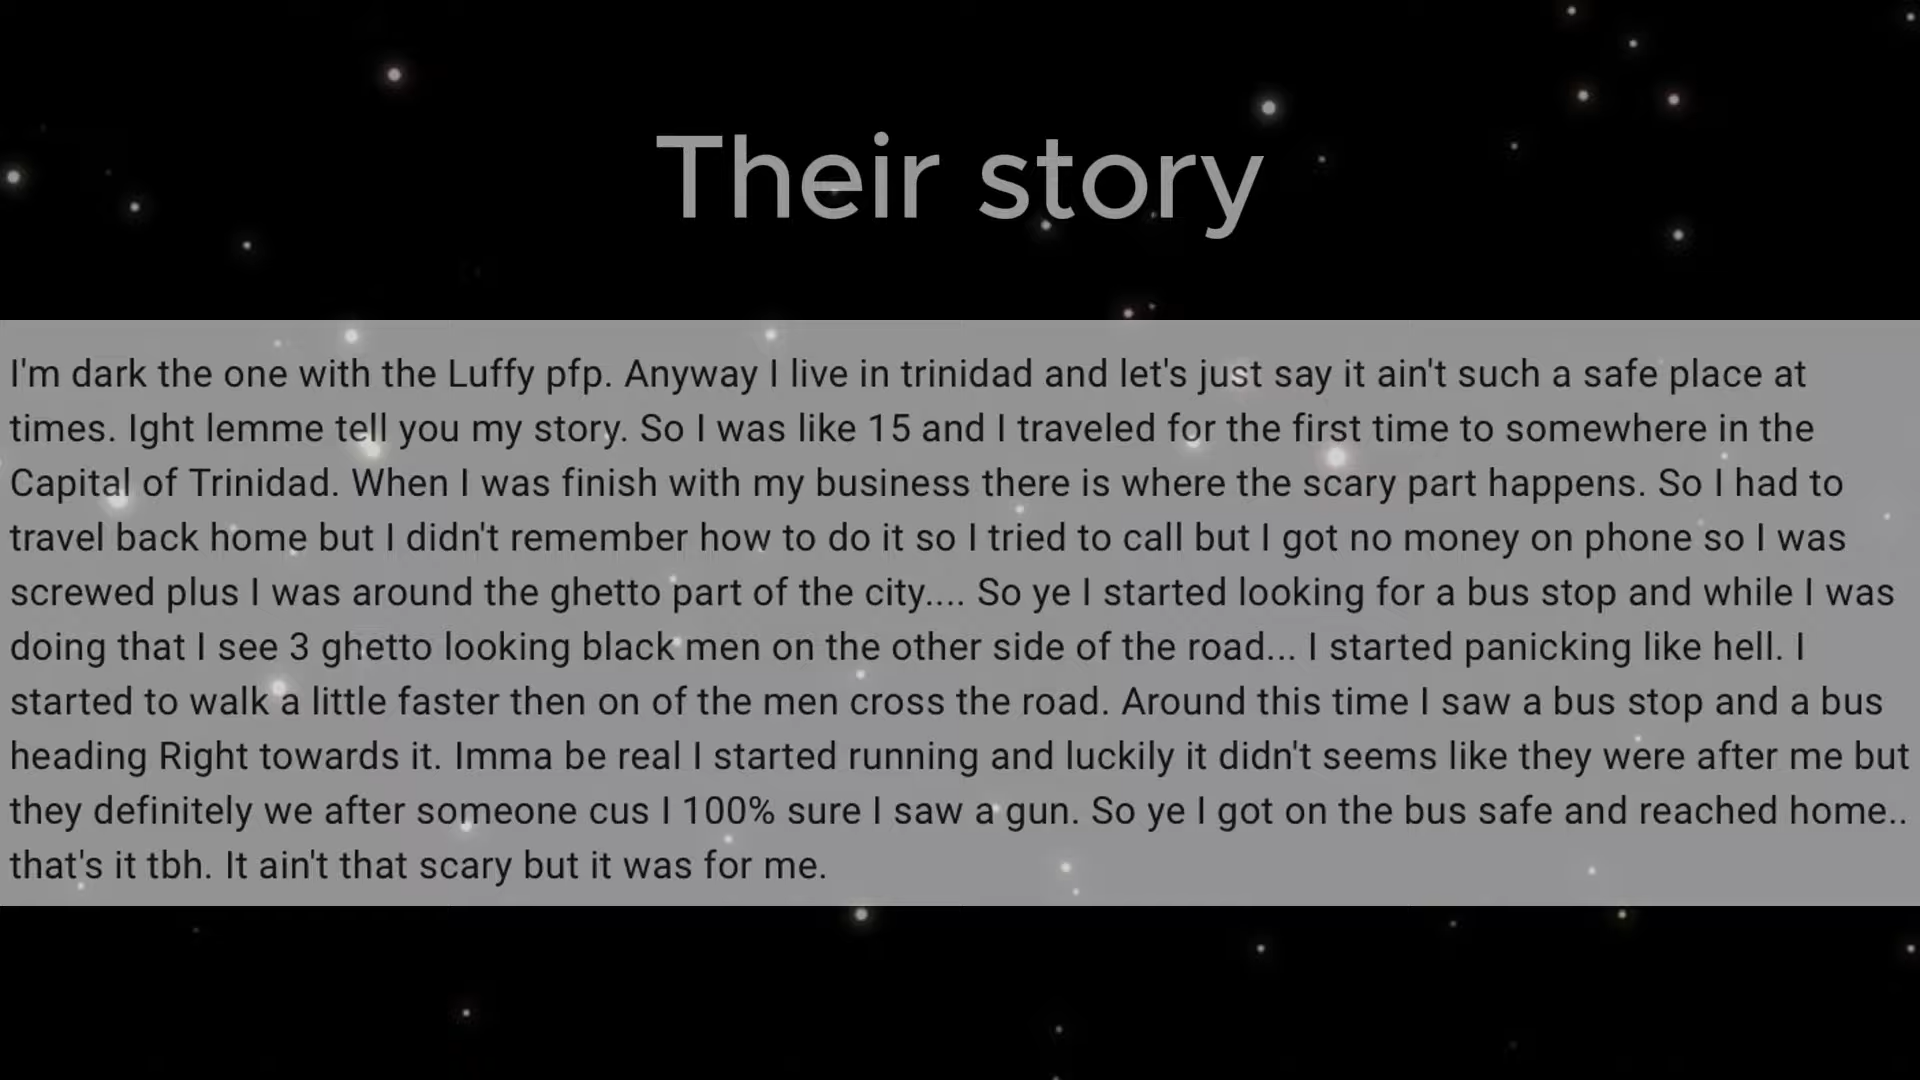 Their story
I'm dark the one with the Luffy pfp. Anyway I live in trinidad and let's just say it ain't such a safe place at
times. Ight lemme tell you my story. So I was like 15 and I traveled for the first time to somewhere in the
Capital of Trinidad. When I was finish with my business there is where the scary part happens. So I had to
travel back home but I didn't remember how to do it so I tried to call but I got no money on phone so I was
screwed plus I was around the ghetto part of the city.... So ye I started looking for a bus stop and while I was
doing that I see 3 ghetto looking black men on the other side of the road... I started panicking like hell. I
started to walk a little faster then on of the men cross the road. Around this time I saw a bus stop and a bus
heading Right towards it. Imma be real I started running and luckily it didn't seems like they were after me but
they definitely we after someone cus I 100% sure I saw a gun. So ye I got on the bus safe and reached home..
that's it tbh. It ain't that scary but it was for me.